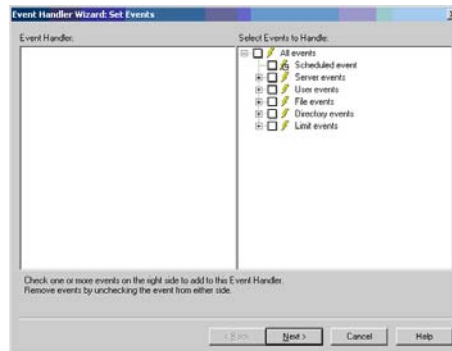 Event Handler Wizard: Set Events
Event Handler:
Select Events to Handle:
All events
Scheduled event
Server events
User events
File events
Directory events
Limit events
Check one or more events on the right side to add to this Event Handler.
Remove events by unchecking the event from either side.
< Back
Next >
Cancel
Help